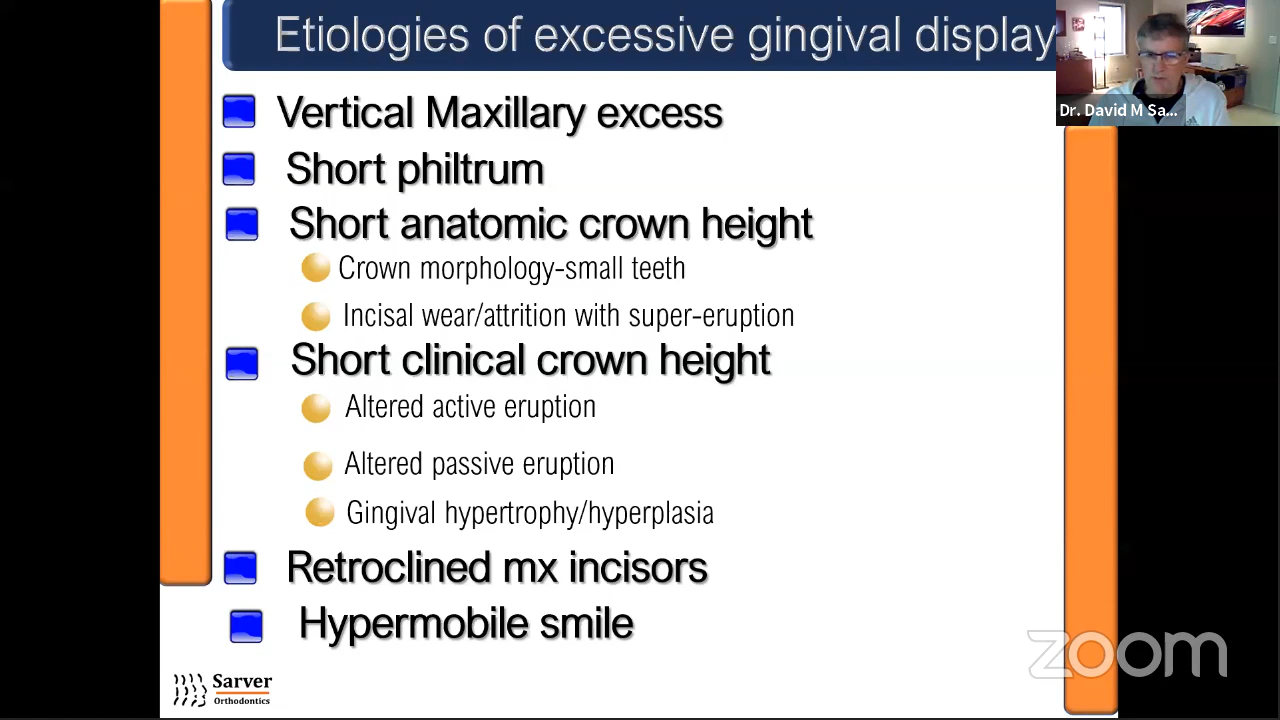 Etiologies of excessive gingival display
Dr. David M Sa...
Vertical Maxillary excess
Short philtrum
Short anatomic crown height
Crown morphology-small teeth
Incisal wear/attrition with super-eruption
Short clinical crown height
Altered active eruption
Altered passive eruption
Gingival hypertrophy/hyperplasia
Retroclined mx incisors
Hypermobile smile
zoom
Sarver
Orthodontics